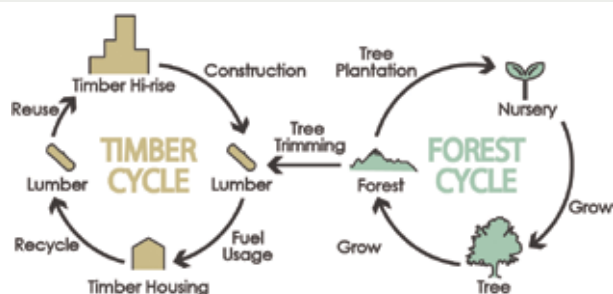 Timber Hi-rise
Construction
Reuse
TIMBER
CYCLE
Lumber
Lumber
Recycle
Fuel
Usage
Timber Housing
Tree
Trimming
Tree
Plantation
Nursery
FOREST
CYCLE
Forest
Grow
Grow
Tree